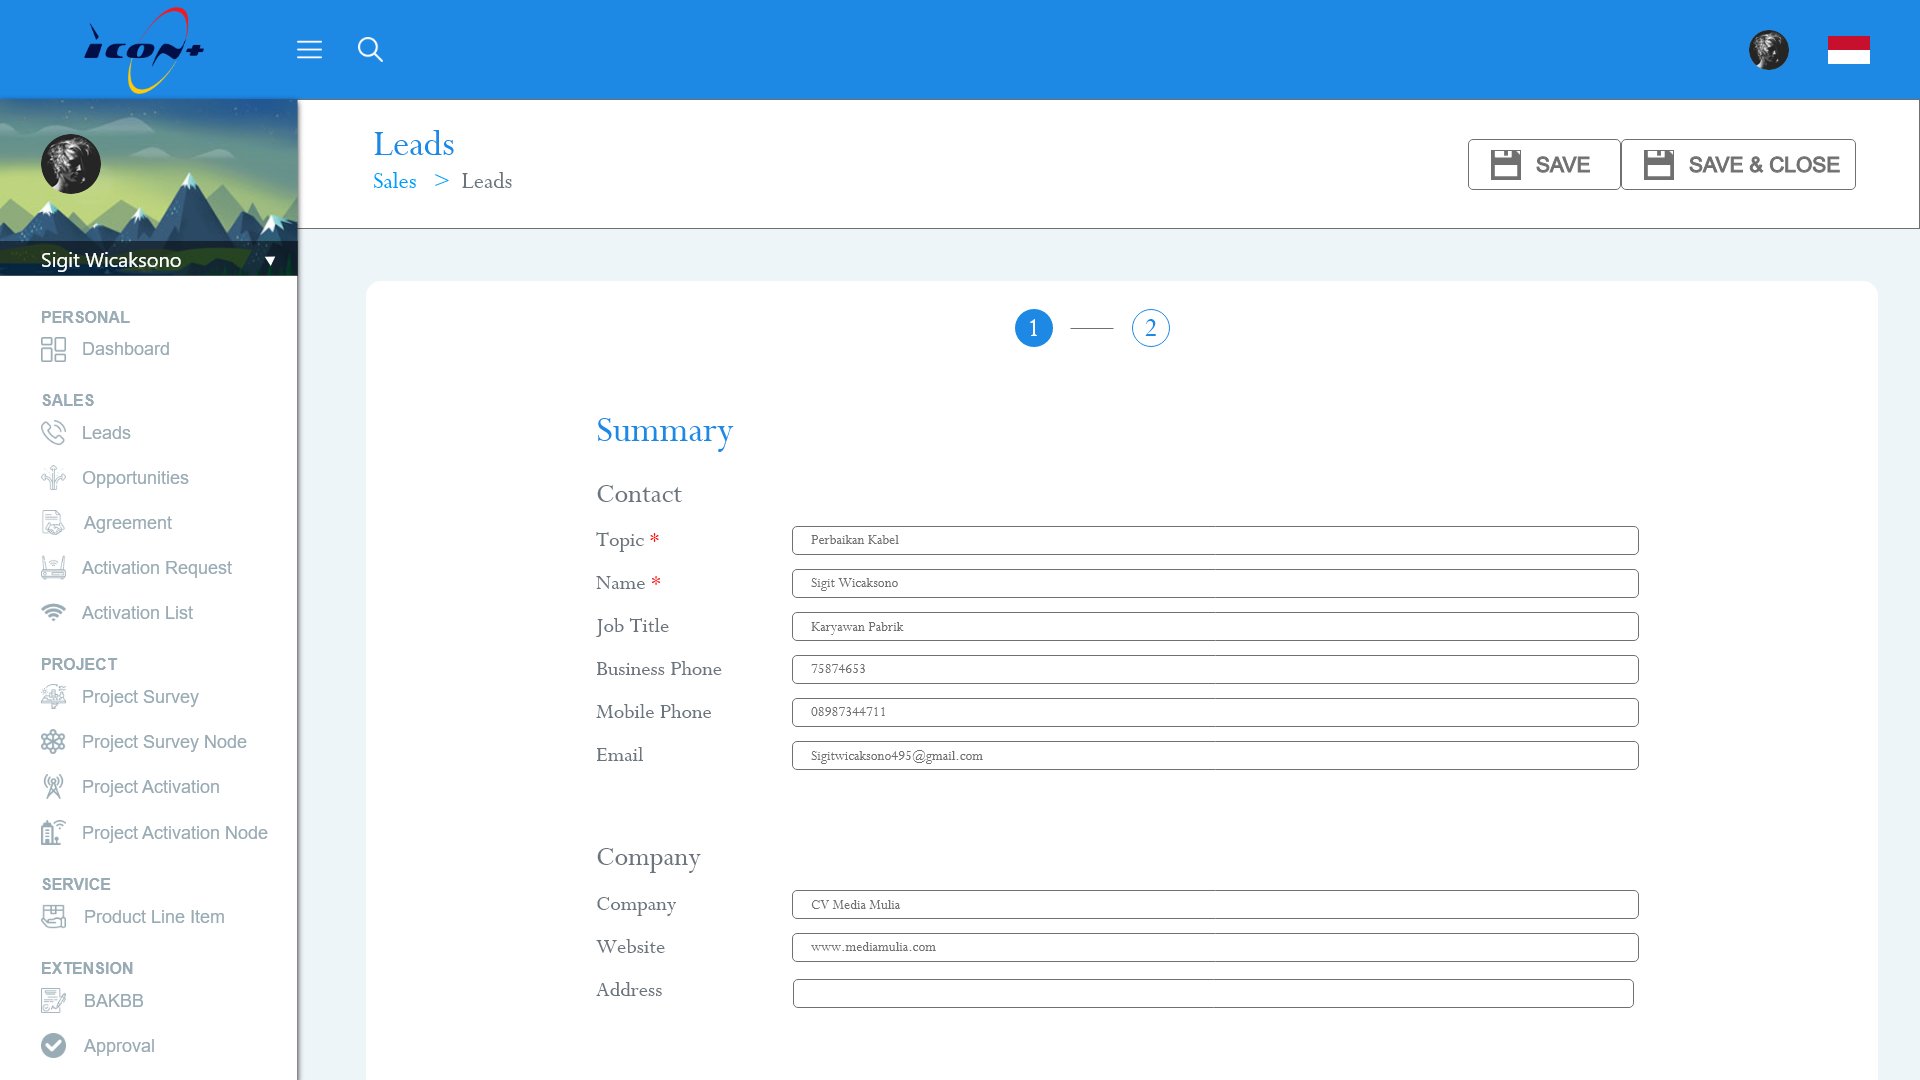 icon+
Sigit Wicaksono
PERSONAL
Dashboard
SALES
Leads
Opportunities
Agreement
Activation Request
Activation List
PROJECT
Project Survey
Project Survey Node
Project Activation
Project Activation Node
SERVICE
Product Line Item
EXTENSION
BAKBB
Approval
Leads
Sales > Leads
SAVE
SAVE & CLOSE
1
2
Summary
Contact
Topic * Perbaikan Kabel
Name * Sigit Wicaksono
Job Title Karyawan Pabrik
Business Phone 75874653
Mobile Phone 08987344711
Email Sigitwicaksono495@gmail.com
Company
Company CV Media Mulia
Website www.mediamulia.com
Address